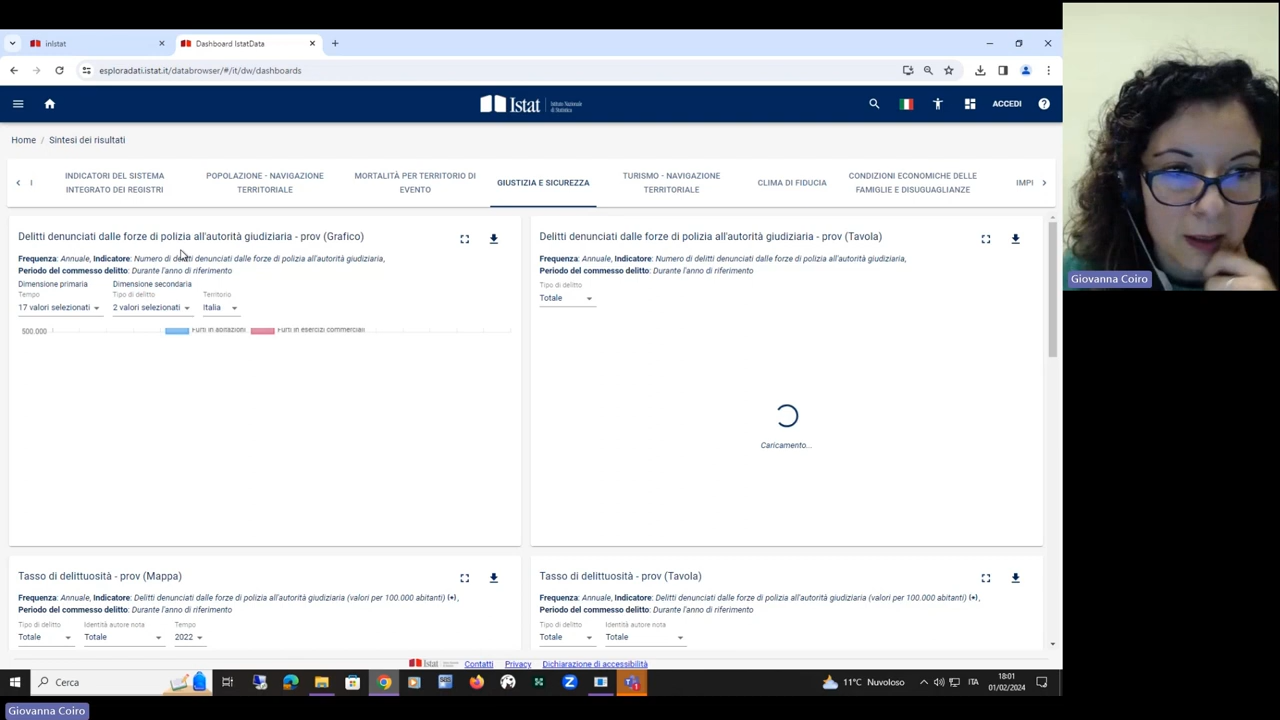 inIstat
Dashboard IstatData
esploradati.istat.it/databrowser/#/it/dw/dashboards
Istat Istituto Nazionale di Statistica
ACCEDI
Home / Sintesi dei risultati
INDICATORI DEL SISTEMA
INTEGRATO DEI REGISTRI
POPOLAZIONE - NAVIGAZIONE
TERRITORIALE
MORTALITÀ PER TERRITORIO DI
EVENTO
GIUSTIZIA E SICUREZZA
TURISMO - NAVIGAZIONE
TERRITORIALE
CLIMA DI FIDUCIA
CONDIZIONI ECONOMICHE DELLE
FAMIGLIE E DISUGUAGLIANZE
IMPI
Delitti denunciati dalle forze di polizia all'autorità giudiziaria - prov (Grafico)
Frequenza: Annuale, Indicatore: Numero di delitti denunciati dalle forze di polizia all'autorità giudiziaria,
Periodo del commesso delitto: Durante l'anno di riferimento
Dimensione primaria
Dimensione secondaria
Tempo
Tipo di delitto
Territorio
17 valori selezionati
2 valori selezionati
Italia
500.000
Furti in abitazioni
Furti in esercizi commerciali
Delitti denunciati dalle forze di polizia all'autorità giudiziaria - prov (Tavola)
Frequenza: Annuale, Indicatore: Numero di delitti denunciati dalle forze di polizia all'autorità giudiziaria,
Periodo del commesso delitto: Durante l'anno di riferimento
Tipo di delitto
Totale
Caricamento...
Tasso di delittuosità - prov (Mappa)
Frequenza: Annuale, Indicatore: Delitti denunciati dalle forze di polizia all'autorità giudiziaria (valori per 100.000 abitanti) (•),
Periodo del commesso delitto: Durante l'anno di riferimento
Tipo di delitto
Identità autore nota
Tempo
Totale
Totale
2022
Tasso di delittuosità - prov (Tavola)
Frequenza: Annuale, Indicatore: Delitti denunciati dalle forze di polizia all'autorità giudiziaria (valori per 100.000 abitanti) (•),
Periodo del commesso delitto: Durante l'anno di riferimento
Tipo di delitto
Identità autore nota
Totale
Totale
Istat
Contatti
Privacy
Dichiarazione di accessibilità
Cerca
11°C Nuvoloso
ITA
18:01
01/02/2024
Giovanna Coiro
Giovanna Coiro